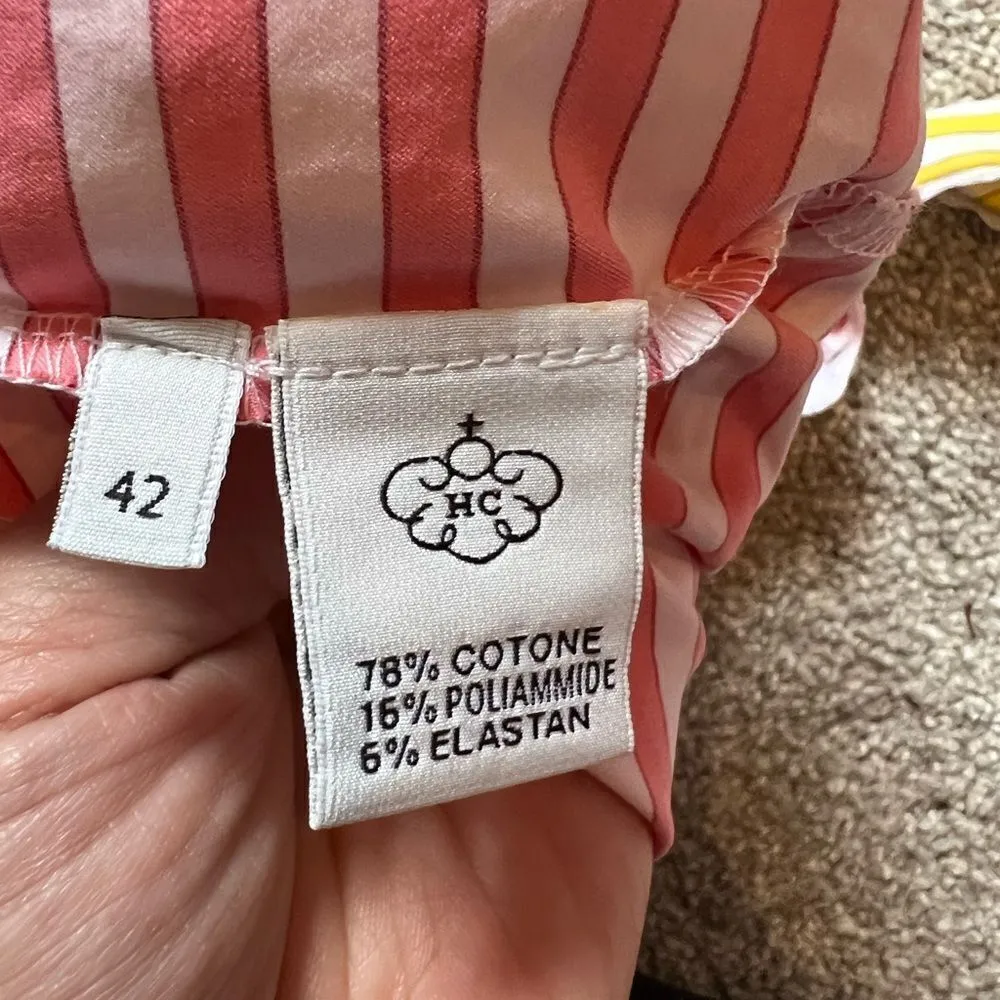 42
HC
78% COTONE
16% POLIAMMIDE
6% ELASTAN